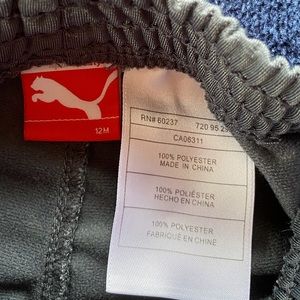 12M
RN# 60237
720 95 29
CA06311
100% POLYESTER
MADE IN CHINA
100% POLIÉSTER
HECHO EN CHINA
100% POLYESTER
FABRIQUÉ EN CHINE